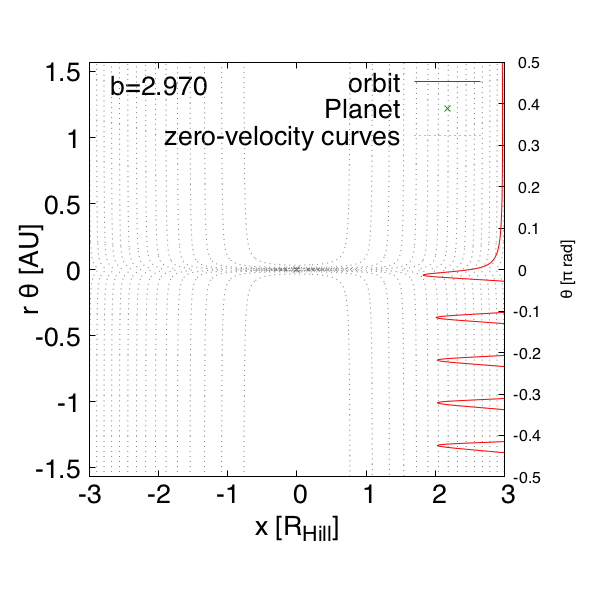 b=2.970
orbit
Planet
zero-velocity curves
1.5
1
0.5
0
-0.5
-1
-1.5
r θ [AU]
0.5
0.4
0.3
0.2
0.1
0
-0.1
-0.2
-0.3
-0.4
-0.5
θ [π rad]
-3 -2 -1 0 1 2 3
x [R_Hill]